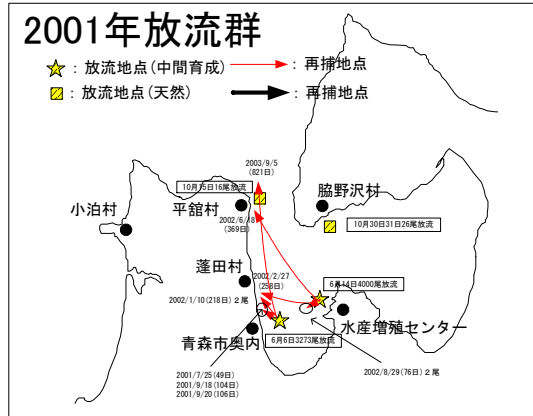 2001年放流群
：放流地点(中間育成) ：再捕地点
：放流地点(天然) ：再捕地点
2003/9/5
(821日)
10月15日16尾放流
脇野沢村
小泊村
平舘村
2002/6/18
(369日)
10月30日31日26尾放流
蓬田村
2002/2/27
(258日)
6月14日4000尾放流
2002/1/10(218日)2尾
水産増殖センター
青森市奥内
6月6日3273尾放流
2001/7/25(49日)
2001/9/18(104日)
2001/9/20(106日)
2002/8/29(76日)2尾